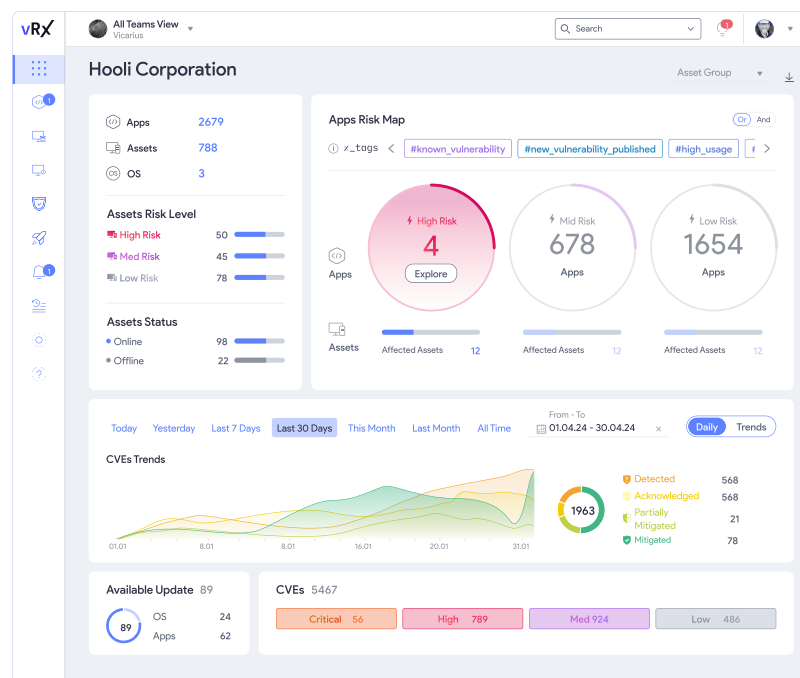 vRX
All Teams View
Vicarius
Search
1
Hooli Corporation
Asset Group
1
1
Apps 2679
Assets 788
OS OS 3
Assets Risk Level
High Risk 50
Med Risk 45
Low Risk 78
Assets Status
Online 98
Offline 22
Apps Risk Map
Or And
x_tags
#known_vulnerability #new_vulnerability_published #high_usage #
High Risk
4
Explore
Mid Risk
678
Apps
Low Risk
1654
Apps
Apps
Assets
Affected Assets 12
Affected Assets 12
Affected Assets 12
Today Yesterday Last 7 Days Last 30 Days This Month Last Month All Time
From - To
01.04.24 - 30.04.24 ×
Daily Trends
CVEs Trends
01.01 8.01 8.01 16.01 20.01 31.01
1963
Detected 568
Acknowledged 568
Partially
Mitigated 21
Mitigated 78
Available Update 89
89
OS 24
Apps 62
CVEs 5467
Critical 56
High 789
Med 924
Low 486